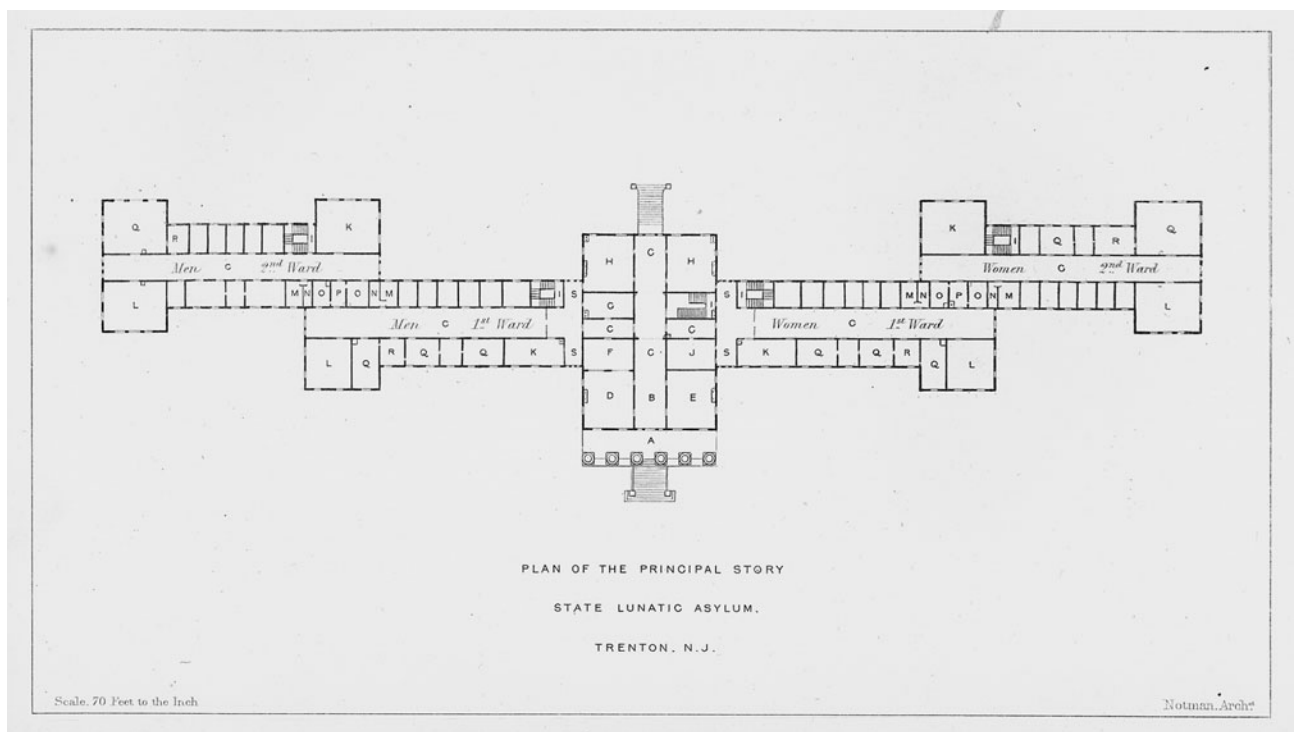 Q R I K K I Q R Q
Men C 2nd Ward
C
H H
Women C 2nd Ward
L M N O P O N M I S
G I
S I M N O P O N M L
Men C 1st Ward
C C
Women C 1st Ward
L Q R Q Q K S F C J S K Q Q R Q L
D B E
A
PLAN OF THE PRINCIPAL STORY
STATE LUNATIC ASYLUM,
TRENTON, N.J.
Scale. 70 Feet to the Inch
Notman. Archt.